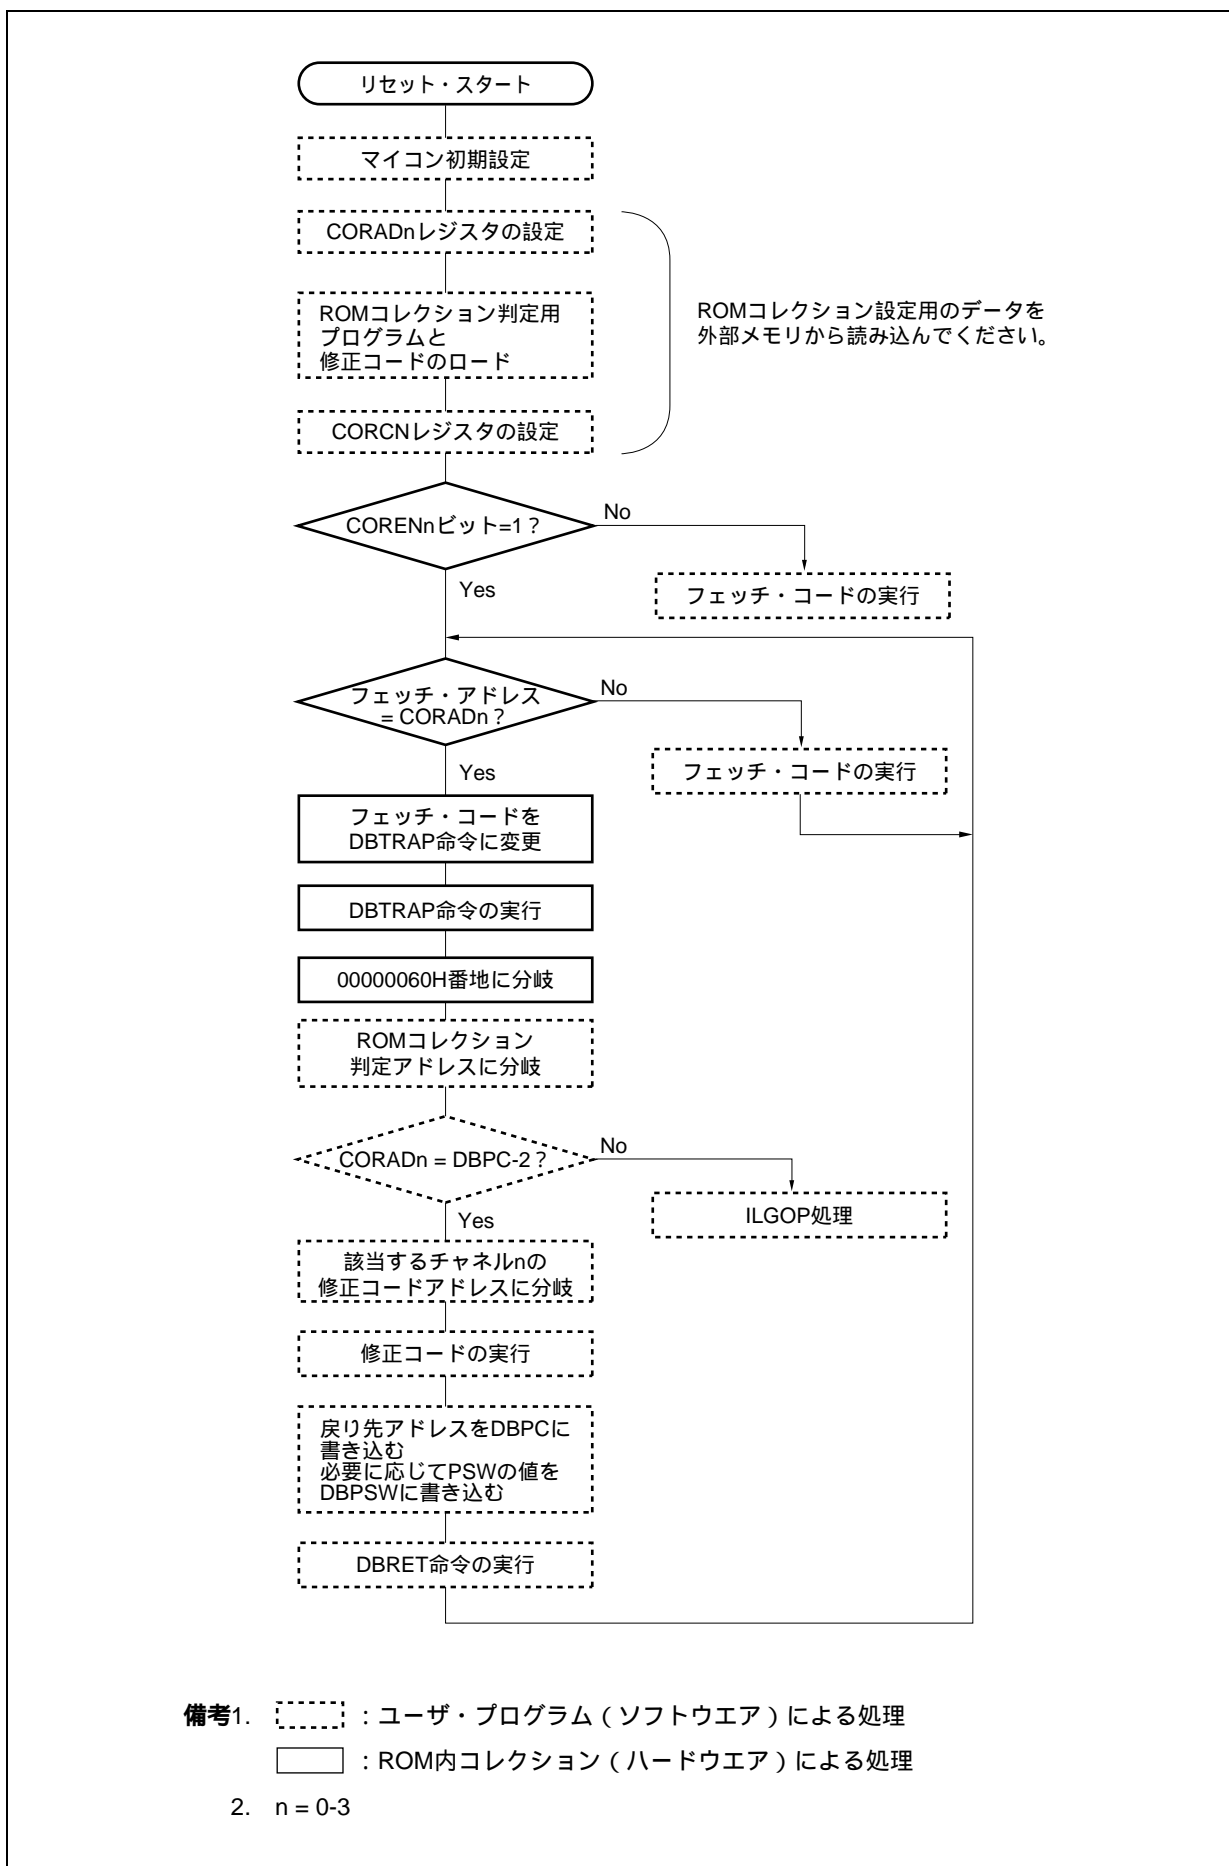 リセット・スタート
マイコン初期設定
CORADnレジスタの設定
ROMコレクション判定用
プログラムと
修正コードのロード
ROMコレクション設定用のデータを
外部メモリから読み込んでください。
CORCNレジスタの設定
CORENnビット=1？
No
Yes
フェッチ・コードの実行
フェッチ・アドレス
= CORADn？
No
Yes
フェッチ・コードの実行
フェッチ・コードを
DBTRAP命令に変更
DBTRAP命令の実行
00000060H番地に分岐
ROMコレクション
判定アドレスに分岐
CORADn = DBPC-2？
No
Yes
ILGOP処理
該当するチャネルnの
修正コードアドレスに分岐
修正コードの実行
戻り先アドレスをDBPCに
書き込む
必要に応じてPSWの値を
DBPSWに書き込む
DBRET命令の実行
備考1. ：ユーザ・プログラム（ソフトウエア）による処理
：ROM内コレクション（ハードウエア）による処理
2. n = 0-3